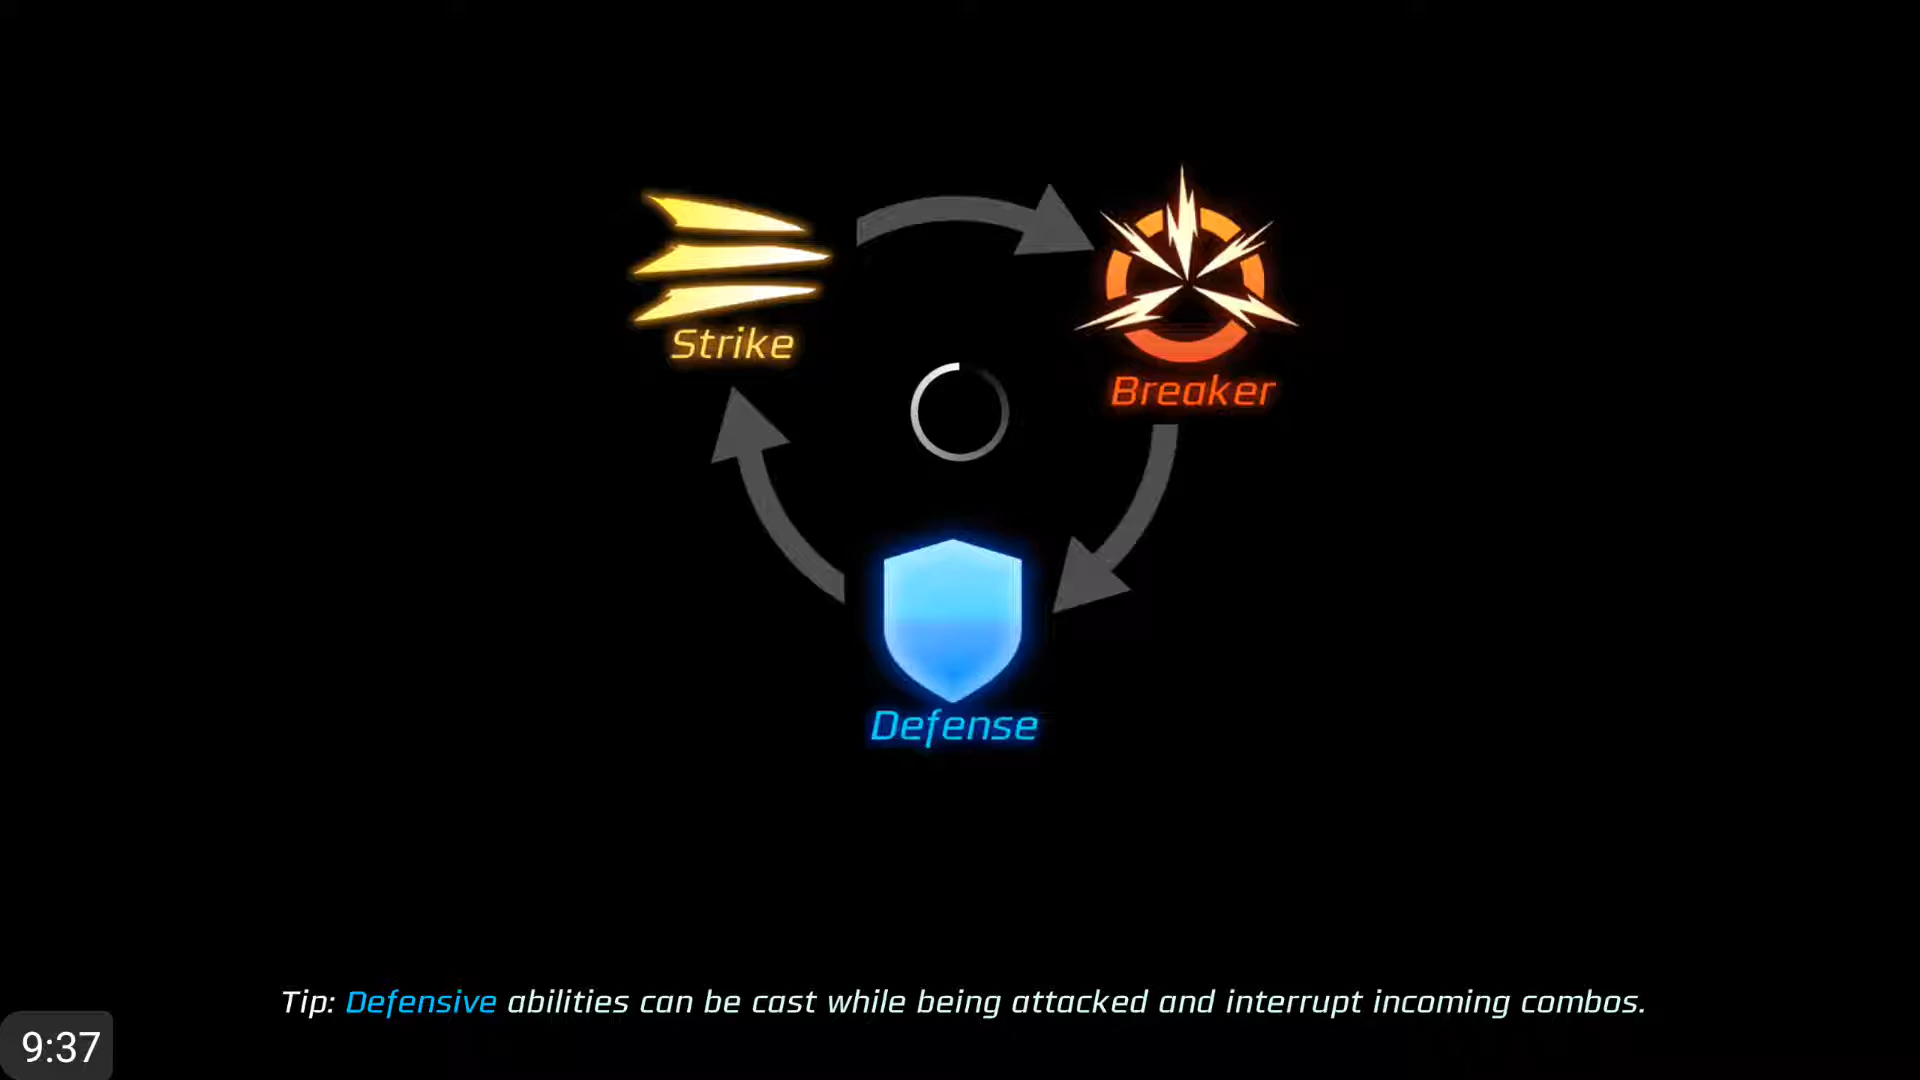 Strike
Breaker
Defense
Tip: Defensive abilities can be cast while being attacked and interrupt incoming combos.
9:37